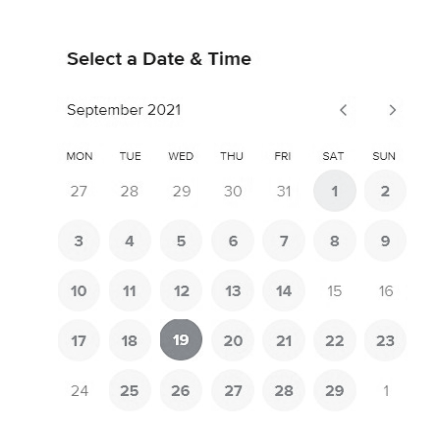 Select a Date & Time
September 2021
MON TUE WED THU FRI SAT SUN
27 28 29 30 31 1 2
3 4 5 6 7 8 9
10 11 12 13 14 15 16
17 18 19 20 21 22 23
24 25 26 27 28 29 1